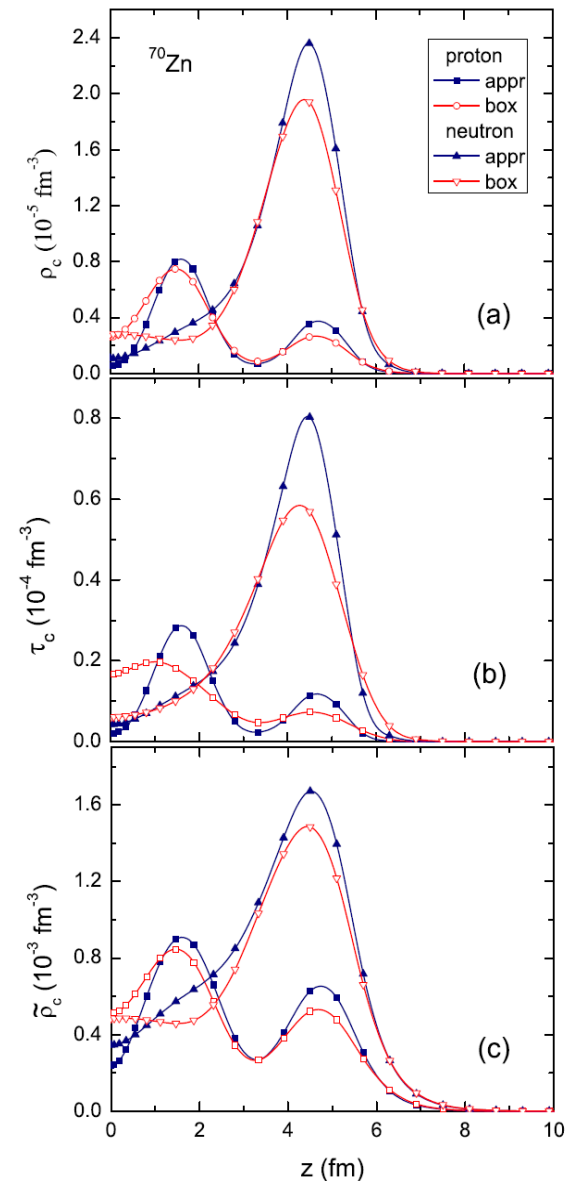 ⁷⁰Zn
proton
appr
box
neutron
appr
box
2.4
2.0
1.6
1.2
0.8
0.4
0.0
ρc (10⁻⁵ fm⁻³)
(a)
0.8
0.6
0.4
0.2
0.0
τc (10⁻⁴ fm⁻³)
(b)
1.6
1.2
0.8
0.4
0.0
ρ̃c (10⁻³ fm⁻³)
(c)
0 2 4 6 8 10
z (fm)